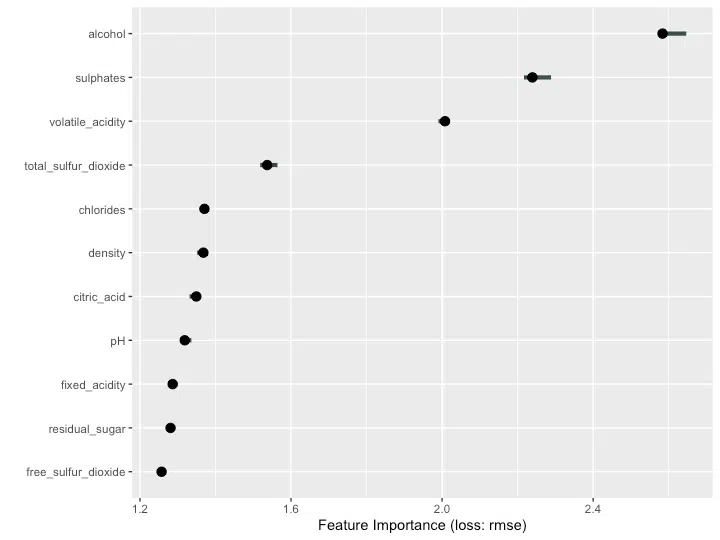 alcohol
sulphates
volatile_acidity
total_sulfur_dioxide
chlorides
density
citric_acid
pH
fixed_acidity
residual_sugar
free_sulfur_dioxide
1.2 1.6 2.0 2.4
Feature Importance (loss: rmse)